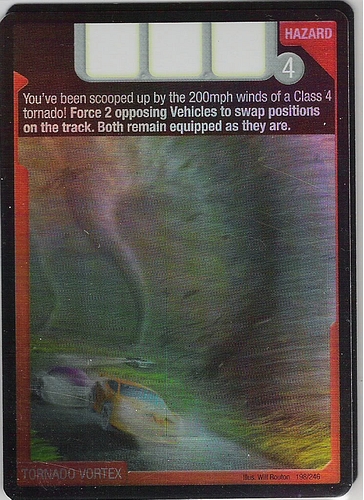 HAZARD
4
You've been scooped up by the 200mph winds of a Class 4
tornado! Force 2 opposing Vehicles to swap positions
on the track. Both remain equipped as they are.
TORNADO VORTEX
Illus. Will Routon 198/246